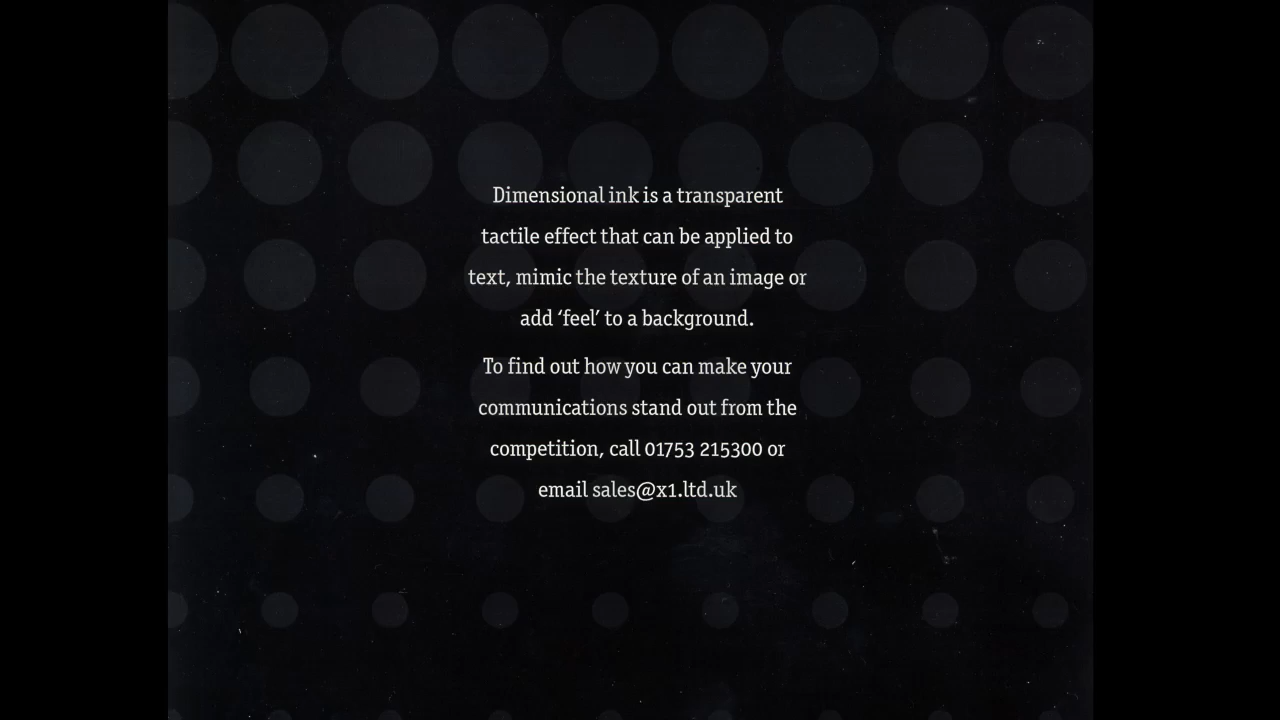 Dimensional ink is a transparent
tactile effect that can be applied to
text, mimic the texture of an image or
add ‘feel’ to a background.
To find out how you can make your
communications stand out from the
competition, call 01753 215300 or
email sales@x1.ltd.uk